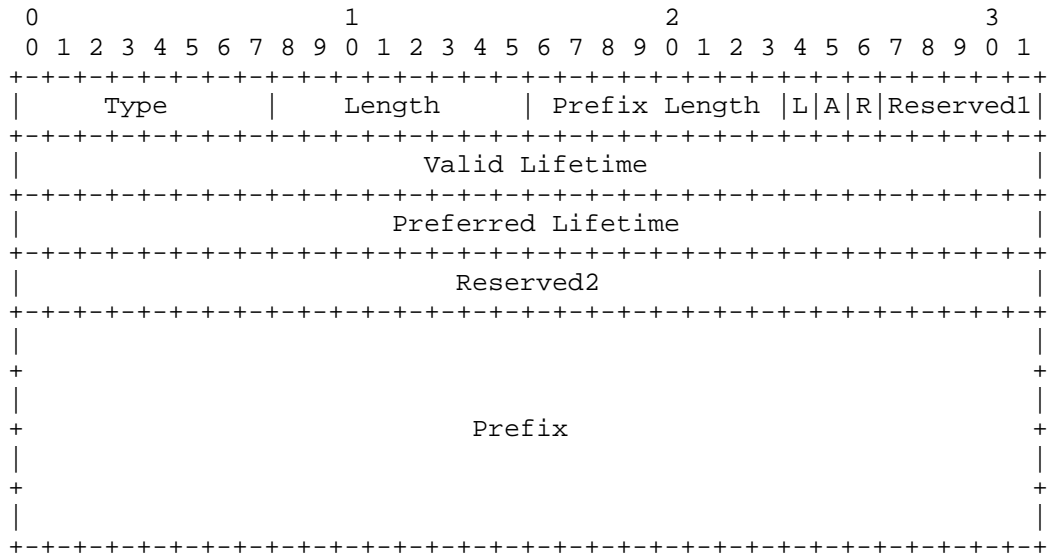 0                   1                   2                   3
 0 1 2 3 4 5 6 7 8 9 0 1 2 3 4 5 6 7 8 9 0 1 2 3 4 5 6 7 8 9 0 1
+-+-+-+-+-+-+-+-+-+-+-+-+-+-+-+-+-+-+-+-+-+-+-+-+-+-+-+-+-+-+-+-+
|     Type      |    Length     | Prefix Length |L|A|R|Reserved1|
+-+-+-+-+-+-+-+-+-+-+-+-+-+-+-+-+-+-+-+-+-+-+-+-+-+-+-+-+-+-+-+-+
|                         Valid Lifetime                        |
+-+-+-+-+-+-+-+-+-+-+-+-+-+-+-+-+-+-+-+-+-+-+-+-+-+-+-+-+-+-+-+-+
|                       Preferred Lifetime                      |
+-+-+-+-+-+-+-+-+-+-+-+-+-+-+-+-+-+-+-+-+-+-+-+-+-+-+-+-+-+-+-+-+
|                           Reserved2                           |
+-+-+-+-+-+-+-+-+-+-+-+-+-+-+-+-+-+-+-+-+-+-+-+-+-+-+-+-+-+-+-+-+
|                                                               |
+                                                               +
|                                                               |
+                            Prefix                             +
|                                                               |
+                                                               +
|                                                               |
+-+-+-+-+-+-+-+-+-+-+-+-+-+-+-+-+-+-+-+-+-+-+-+-+-+-+-+-+-+-+-+-+